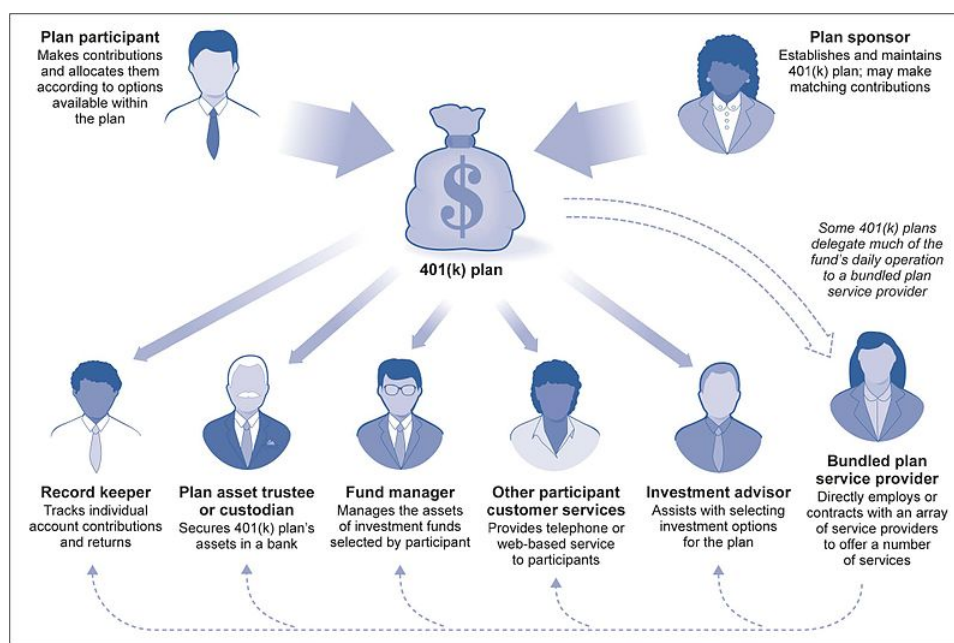 Plan participant
Makes contributions
and allocates them
according to options
available within
the plan
Plan sponsor
Establishes and maintains
401(k) plan; may make
matching contributions
$
401(k) plan
Some 401(k) plans
delegate much of the
fund's daily operation
to a bundled plan
service provider
Record keeper
Tracks individual
account contributions
and returns
Plan asset trustee
or custodian
Secures 401(k) plan's
assets in a bank
Fund manager
Manages the assets
of investment funds
selected by participant
Other participant
customer services
Provides telephone or
web-based service
to participants
Investment advisor
Assists with selecting
investment options
for the plan
Bundled plan
service provider
Directly employs or
contracts with an array
of service providers
to offer a number
of services